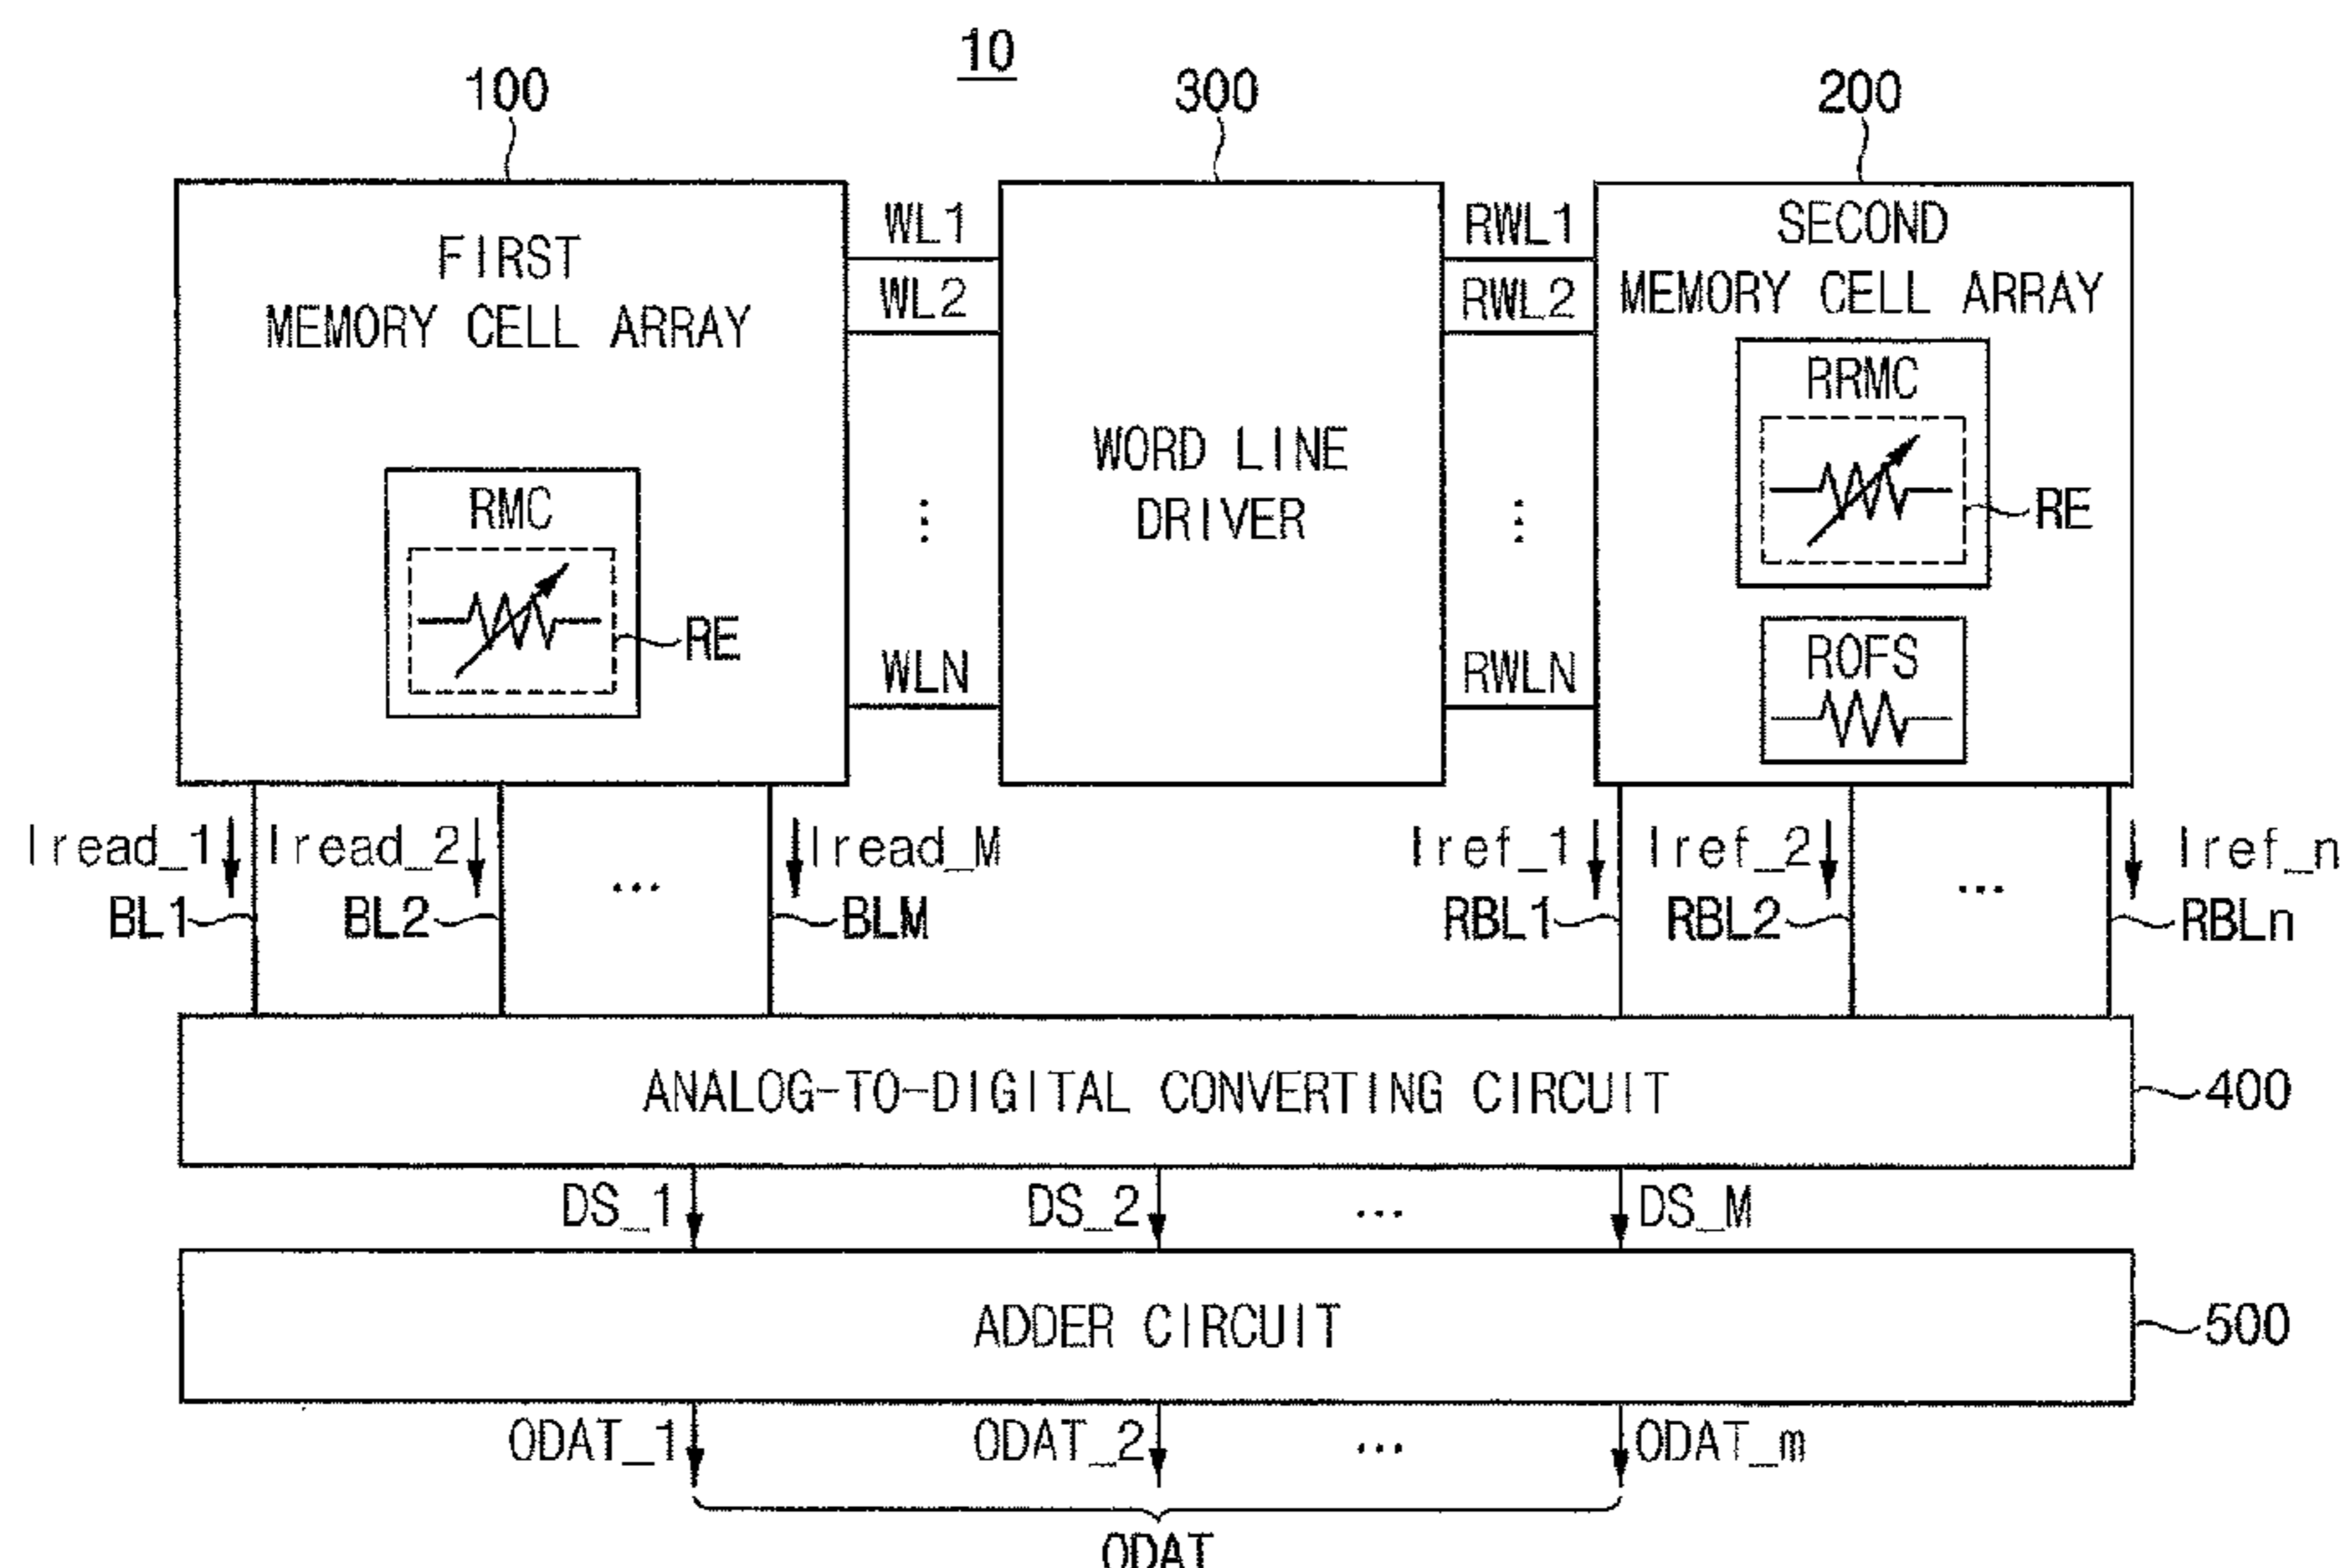 10
100
300
200
FIRST
MEMORY CELL ARRAY
WL1
WL2
⋮
WLN
WORD LINE
DRIVER
RWL1
RWL2
⋮
RWLN
SECOND
MEMORY CELL ARRAY
RMC
RE
RRMC
RE
ROFS
Iread_1
Iread_2
...
Iread_M
Iref_1
Iref_2
...
Iref_n
BL1
BL2
BLM
RBL1
RBL2
RBLn
ANALOG-TO-DIGITAL CONVERTING CIRCUIT
400
DS_1
DS_2
...
DS_M
ADDER CIRCUIT
500
ODAT_1
ODAT_2
...
ODAT_m
ODAT